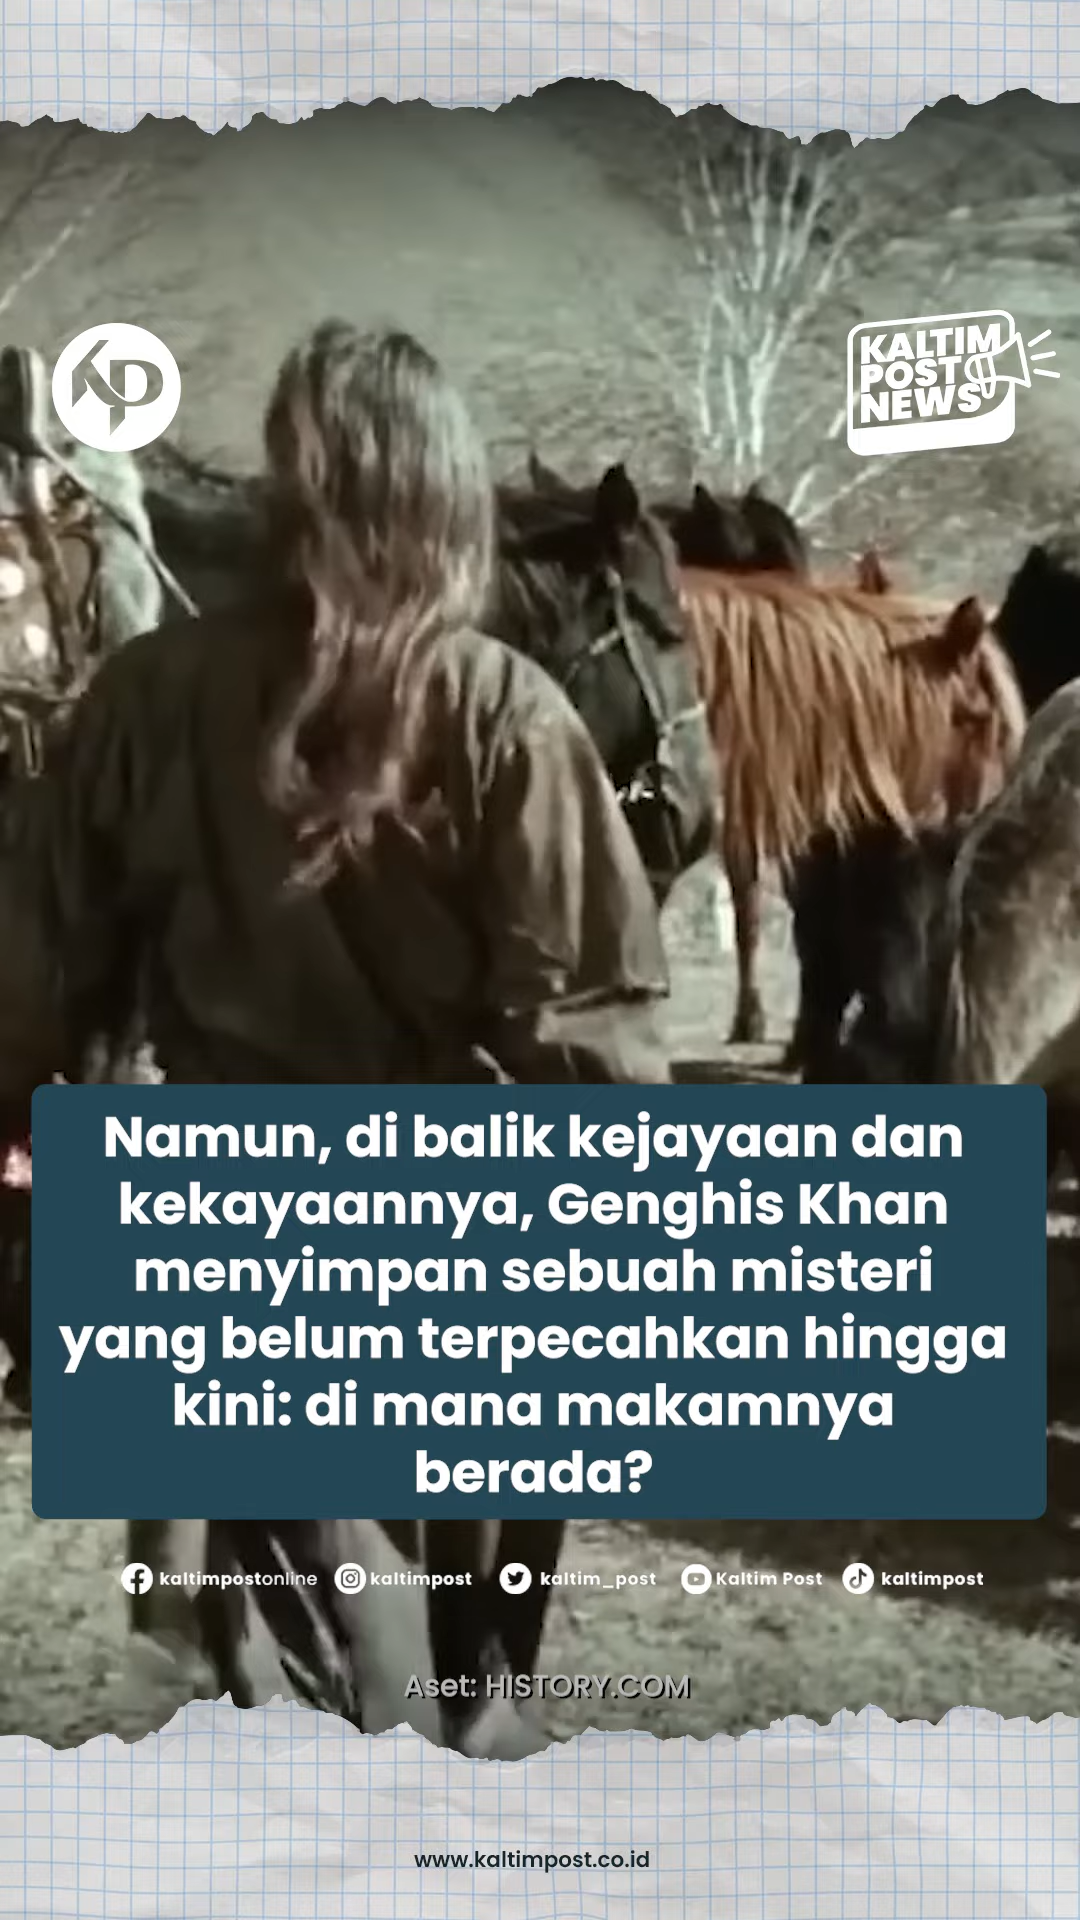 KP
KALTIM
POST
NEWS
Namun, di balik kejayaan dan
kekayaannya, Genghis Khan
menyimpan sebuah misteri
yang belum terpecahkan hingga
kini: di mana makamnya
berada?
kaltimpostonline kaltimpost kaltim_post Kaltim Post kaltimpost
Aset: HISTORY.COM
www.kaltimpost.co.id